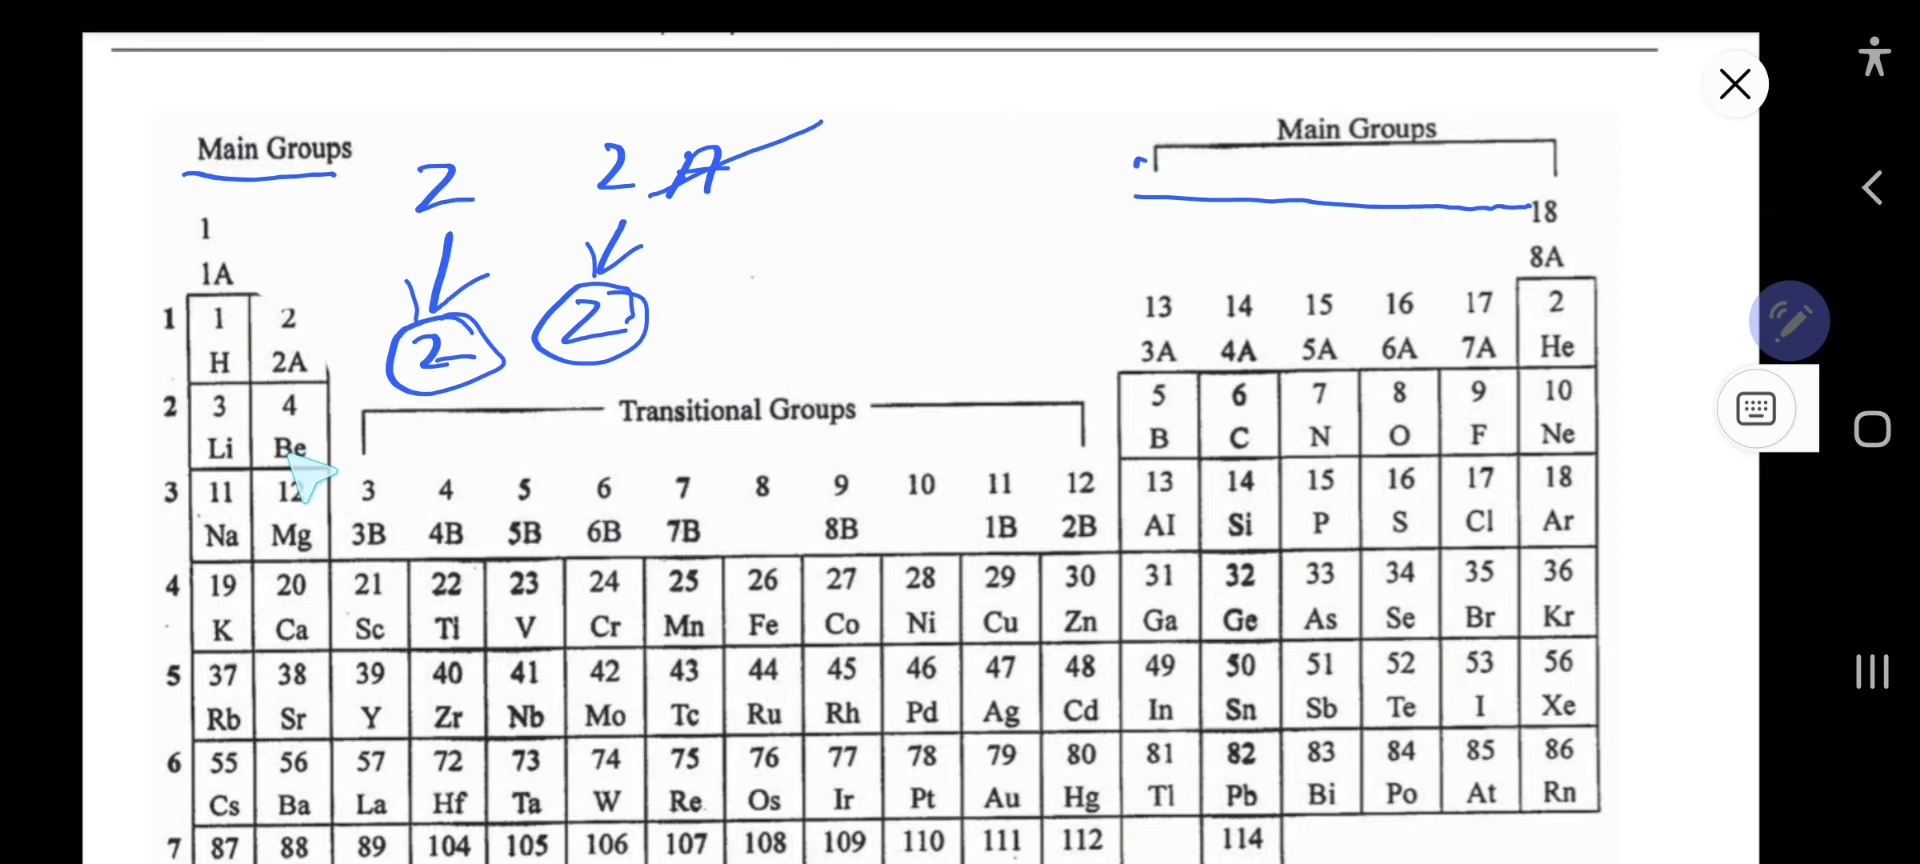 Main Groups
2 2 A
Main Groups
1
18
1A
8A
2 2
13 14 15 16 17
1 1 2 2
H 2A 3A 4A 5A 6A 7A He
2 3 4 Transitional Groups 5 6 7 8 9 10
Li Be B C N O F Ne
3 11 12 3 4 5 6 7 8 9 10 11 12 13 14 15 16 17 18
Na Mg 3B 4B 5B 6B 7B 8B 1B 2B AI Si P S Cl Ar
4 19 20 21 22 23 24 25 26 27 28 29 30 31 32 33 34 35 36
K Ca Sc Ti V Cr Mn Fe Co Ni Cu Zn Ga Ge As Se Br Kr
5 37 38 39 40 41 42 43 44 45 46 47 48 49 50 51 52 53 56
Rb Sr Y Zr Nb Mo Tc Ru Rh Pd Ag Cd In Sn Sb Te I Xe
6 55 56 57 72 73 74 75 76 77 78 79 80 81 82 83 84 85 86
Cs Ba La Hf Ta W Re Os Ir Pt Au Hg Tl Pb Bi Po At Rn
7 87 88 89 104 105 106 107 108 109 110 111 112 114